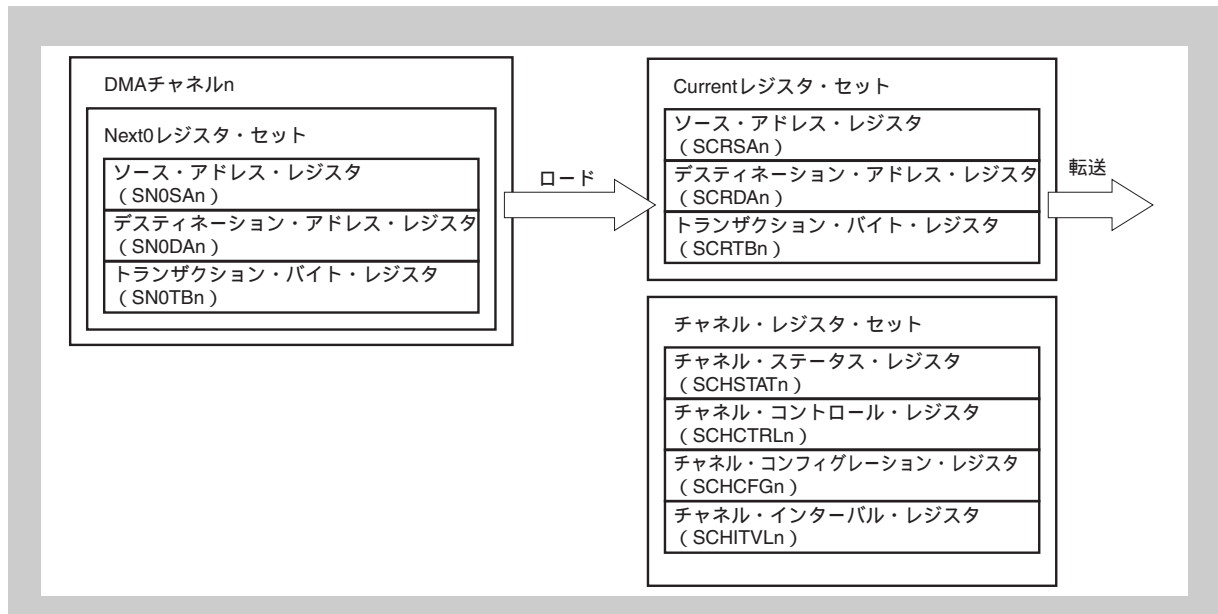 DMAチャネルn
Next0レジスタ・セット
ソース・アドレス・レジスタ
（SN0SAn）
デスティネーション・アドレス・レジスタ
（SN0DAn）
トランザクション・バイト・レジスタ
（SN0TBn）
ロード
Currentレジスタ・セット
ソース・アドレス・レジスタ
（SCRSAn）
デスティネーション・アドレス・レジスタ
（SCRDAn）
トランザクション・バイト・レジスタ
（SCRTBn）
転送
チャネル・レジスタ・セット
チャネル・ステータス・レジスタ
（SCHSTATn）
チャネル・コントロール・レジスタ
（SCHCTRLn）
チャネル・コンフィグレーション・レジスタ
（SCHCFGn）
チャネル・インターバル・レジスタ
（SCHITVLn）